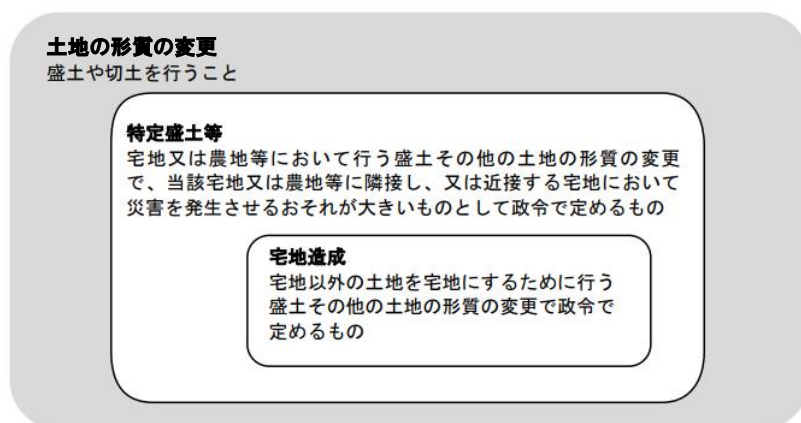 土地の形質の変更
盛土や切土を行うこと
特定盛土等
宅地又は農地等において行う盛土その他の土地の形質の変更
で、当該宅地又は農地等に隣接し、又は近接する宅地において
災害を発生させるおそれが大きいものとして政令で定めるもの
宅地造成
宅地以外の土地を宅地にするために行う
盛土その他の土地の形質の変更で政令で
定めるもの